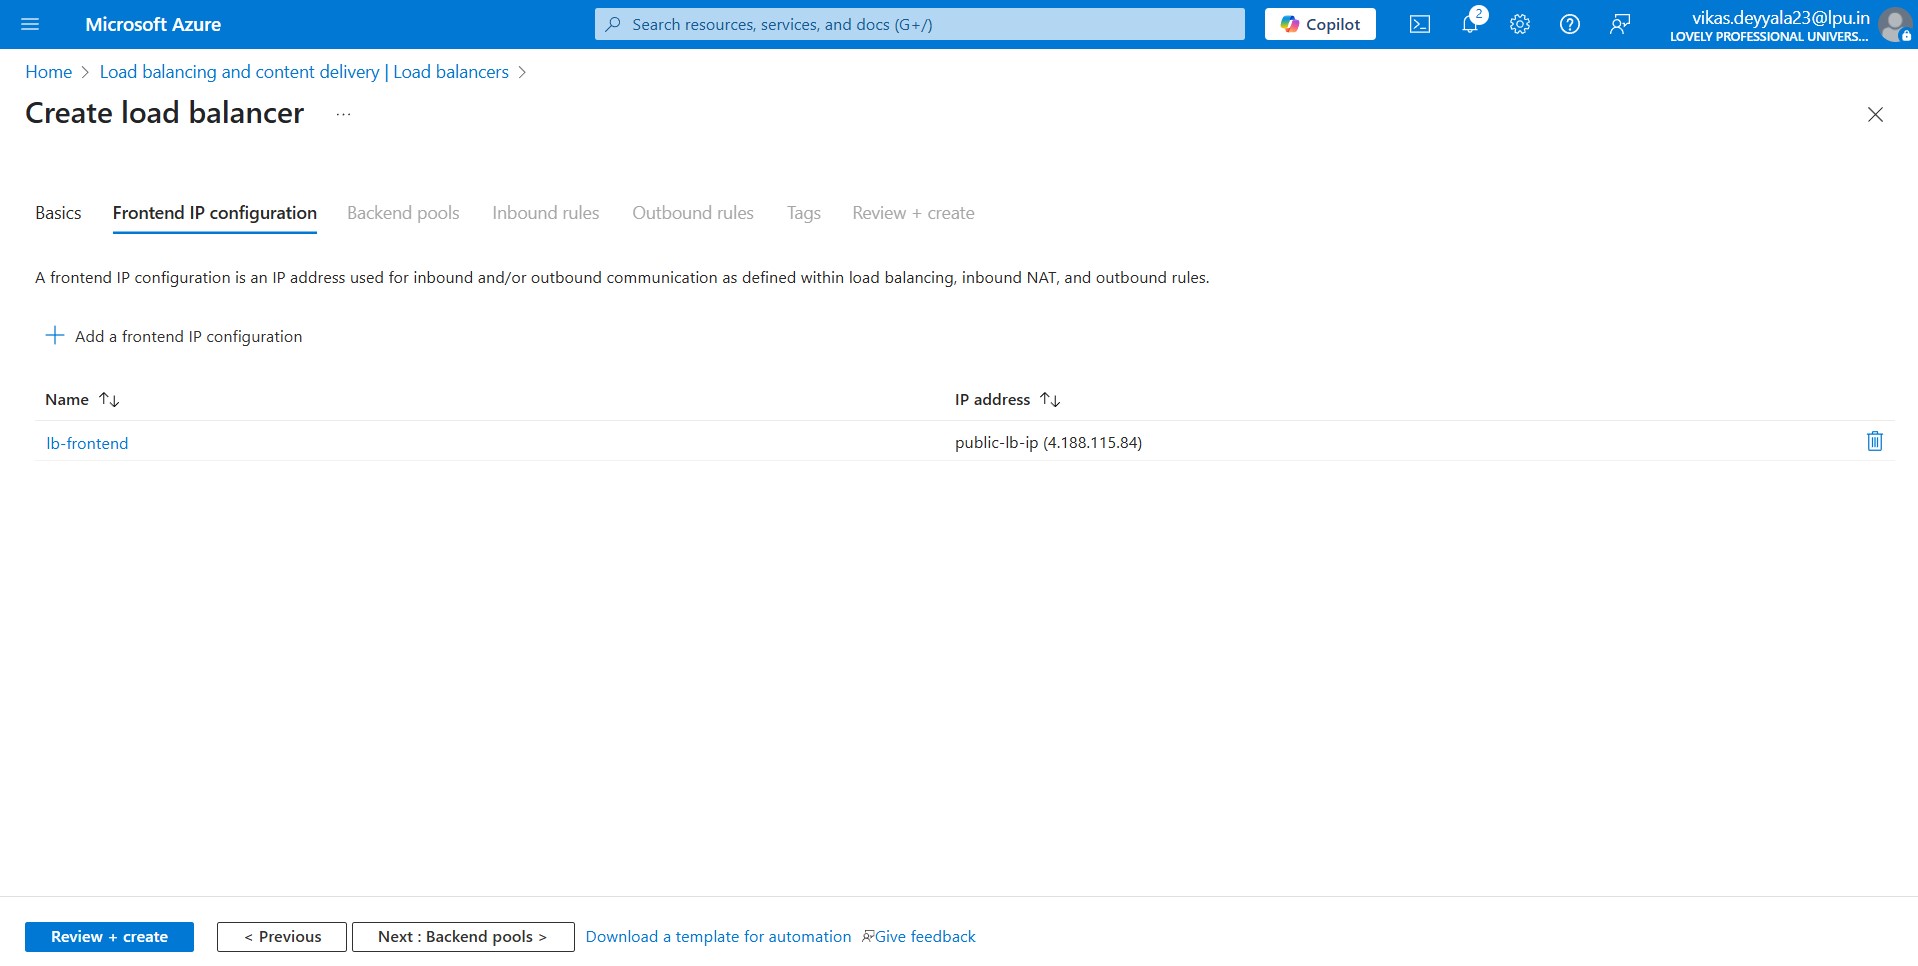 Microsoft Azure
Search resources, services, and docs (G+/)
Copilot
2
vikas.deyyala23@lpu.in
LOVELY PROFESSIONAL UNIVERS...
Home > Load balancing and content delivery | Load balancers >
Create load balancer ...
Basics Frontend IP configuration Backend pools Inbound rules Outbound rules Tags Review + create
A frontend IP configuration is an IP address used for inbound and/or outbound communication as defined within load balancing, inbound NAT, and outbound rules.
+ Add a frontend IP configuration
Name ↑↓ IP address ↑↓
lb-frontend public-lb-ip (4.188.115.84)
Review + create < Previous Next : Backend pools > Download a template for automation Give feedback